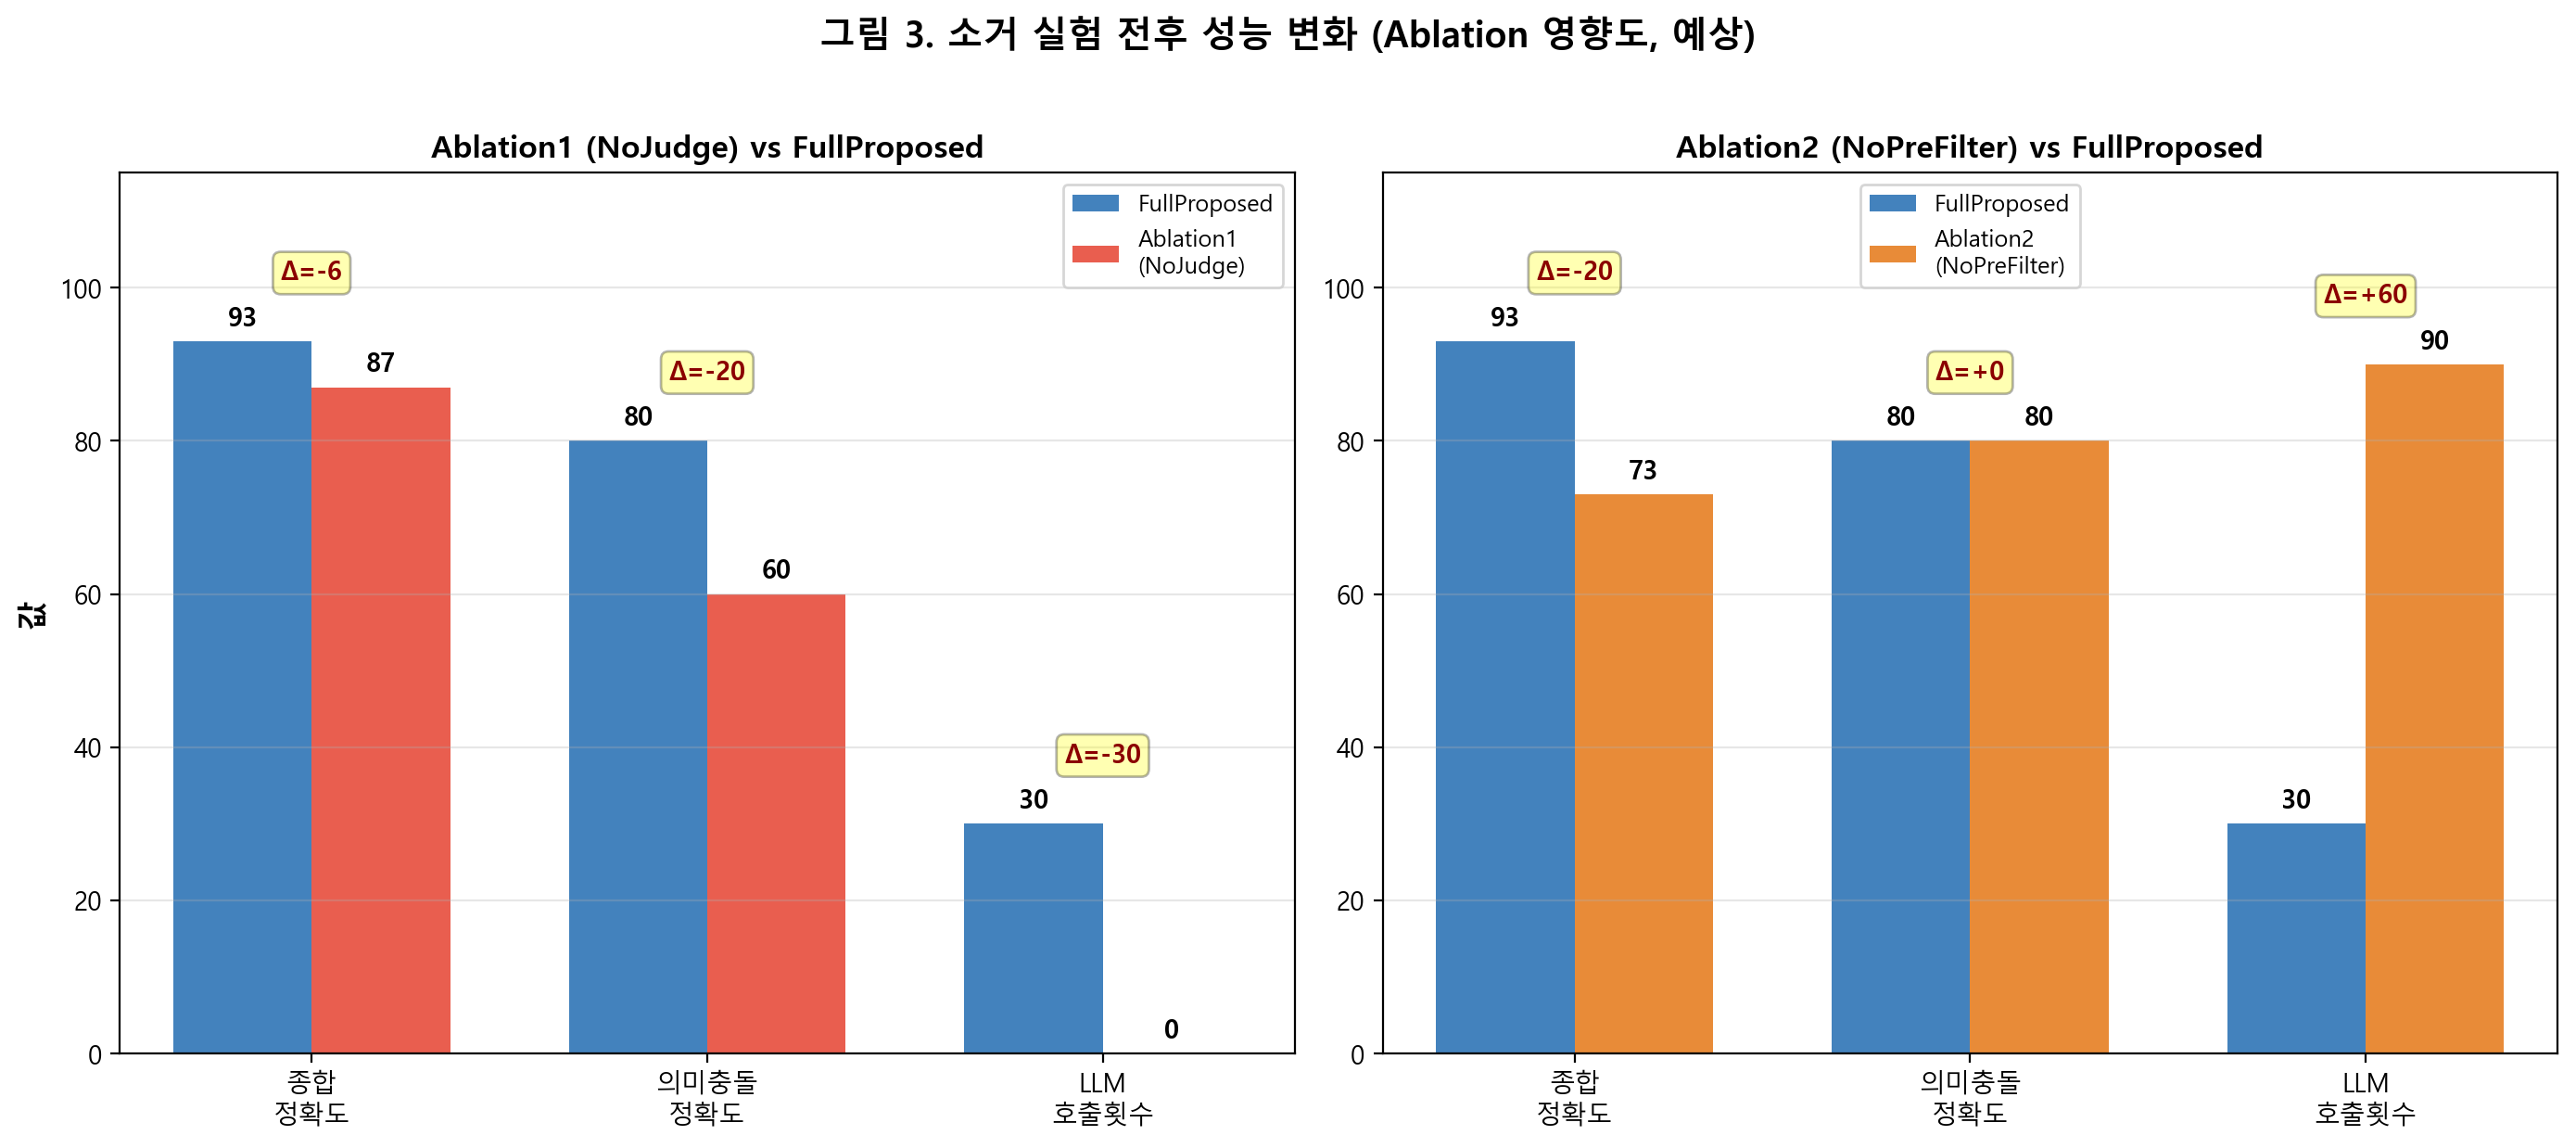 그림 3. 소거 실험 전후 성능 변화 (Ablation 영향도, 예상)
Ablation1 (NoJudge) vs FullProposed
FullProposed
Ablation1
(NoJudge)
값
100
80
60
40
20
0
Δ=-6
93
87
Δ=-20
80
60
Δ=-30
30
0
종합
정확도
의미충돌
정확도
LLM
호출횟수
Ablation2 (NoPreFilter) vs FullProposed
FullProposed
Ablation2
(NoPreFilter)
100
80
60
40
20
0
Δ=-20
93
73
Δ=+0
80
80
Δ=+60
30
90
종합
정확도
의미충돌
정확도
LLM
호출횟수